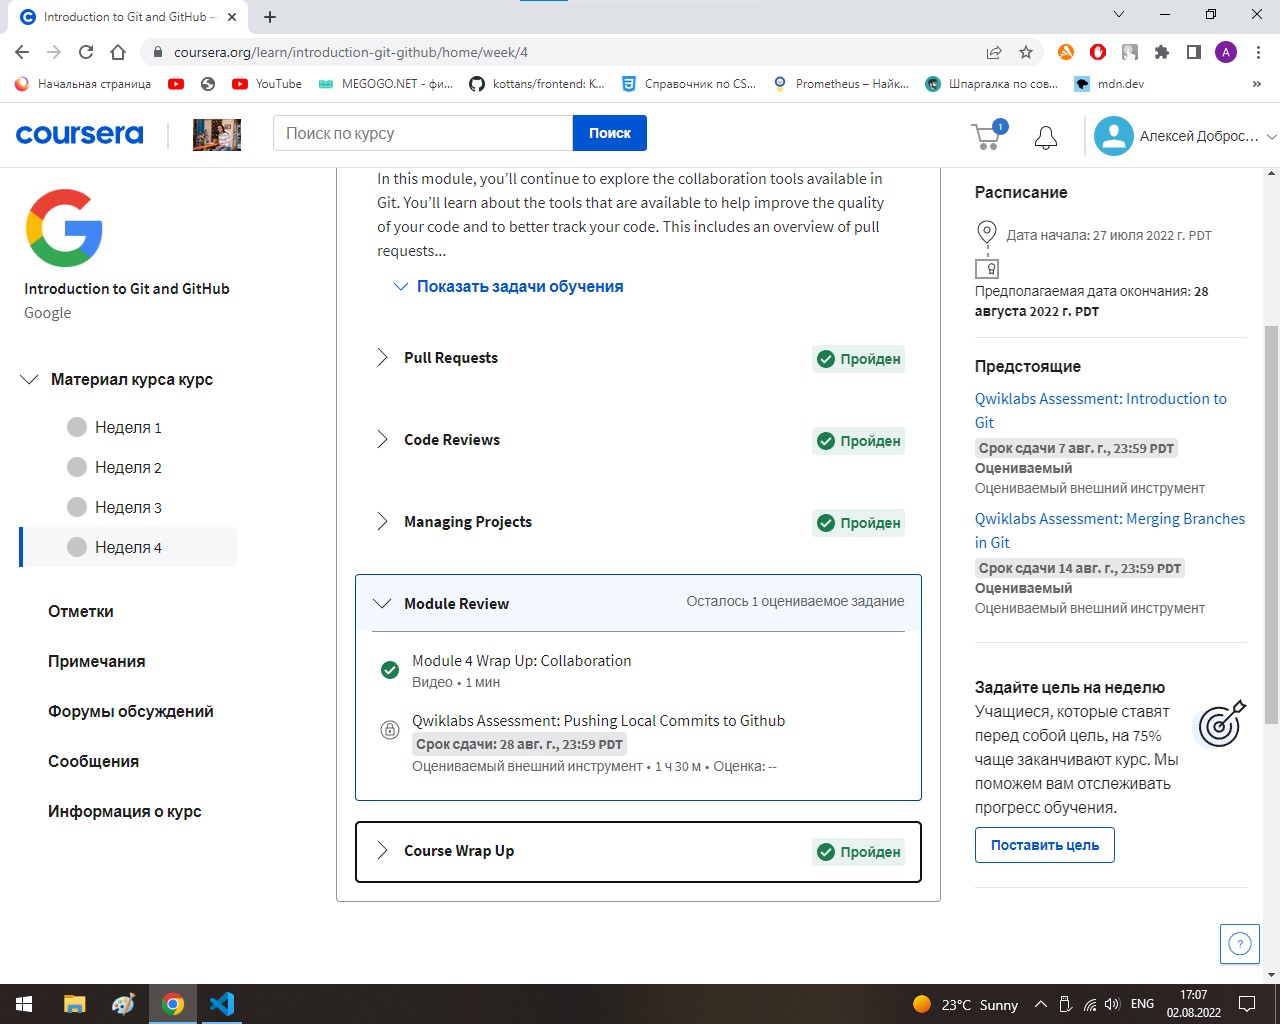 Introduction to Git and GitHub –
coursera.org/learn/introduction-git-github/home/week/4
A
Начальная страница
YouTube
MEGOGO.NET - фи...
kottans/frontend: K...
Справочник по CS...
Prometheus – Найк...
Шпаргалка по сов...
mdn.dev
»
coursera
Поиск по курсу
Поиск
1
Алексей Доброс...
Introduction to Git and GitHub
Google
Материал курса курс
Неделя 1
Неделя 2
Неделя 3
Неделя 4
Отметки
Примечания
Форумы обсуждений
Сообщения
Информация о курс
In this module, you’ll continue to explore the collaboration tools available in
Git. You’ll learn about the tools that are available to help improve the quality
of your code and to better track your code. This includes an overview of pull
requests...
Показать задачи обучения
Pull Requests
Пройден
Code Reviews
Пройден
Managing Projects
Пройден
Module Review
Осталось 1 оцениваемое задание
Module 4 Wrap Up: Collaboration
Видео • 1 мин
Qwiklabs Assessment: Pushing Local Commits to Github
Срок сдачи: 28 авг. г., 23:59 PDT
Оцениваемый внешний инструмент • 1 ч 30 м • Оценка: --
Course Wrap Up
Пройден
Расписание
Дата начала: 27 июля 2022 г. PDT
Предполагаемая дата окончания: 28
августа 2022 г. PDT
Предстоящие
Qwiklabs Assessment: Introduction to
Git
Срок сдачи 7 авг. г., 23:59 PDT
Оцениваемый
Оцениваемый внешний инструмент
Qwiklabs Assessment: Merging Branches
in Git
Срок сдачи 14 авг. г., 23:59 PDT
Оцениваемый
Оцениваемый внешний инструмент
Задайте цель на неделю
Учащиеся, которые ставят
перед собой цель, на 75%
чаще заканчивают курс. Мы
поможем вам отслеживать
прогресс обучения.
Поставить цель
?
23°C Sunny
ENG
17:07
02.08.2022